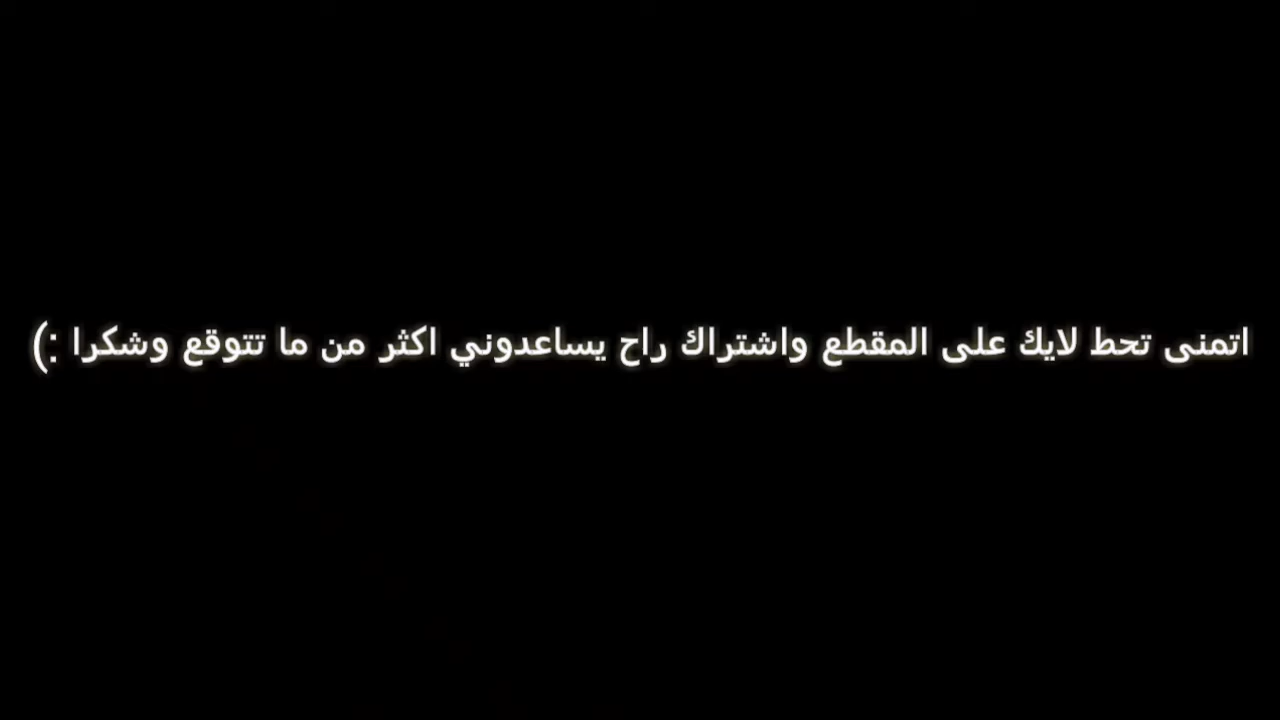 اتمنى تحط لايك على المقطع واشتراك راح يساعدوني اكثر من ما تتوقع وشكرا :)